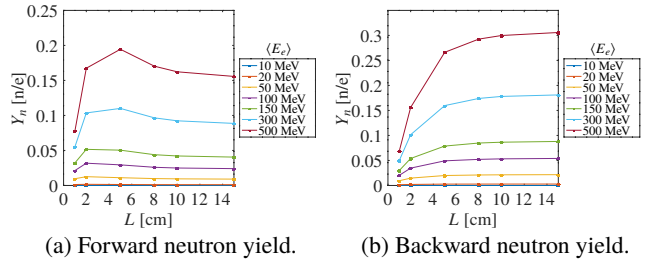 0.25
0.2
0.15
0.1
0.05
0
Y_n [n/e]
0 2 4 6 8 10 12 14
L [cm]
⟨E_e⟩
10 MeV
20 MeV
50 MeV
100 MeV
150 MeV
300 MeV
500 MeV
(a) Forward neutron yield.
0.3
0.25
0.2
0.15
0.1
0.05
0
Y_n [n/e]
0 2 4 6 8 10 12 14
L [cm]
⟨E_e⟩
10 MeV
20 MeV
50 MeV
100 MeV
150 MeV
300 MeV
500 MeV
(b) Backward neutron yield.